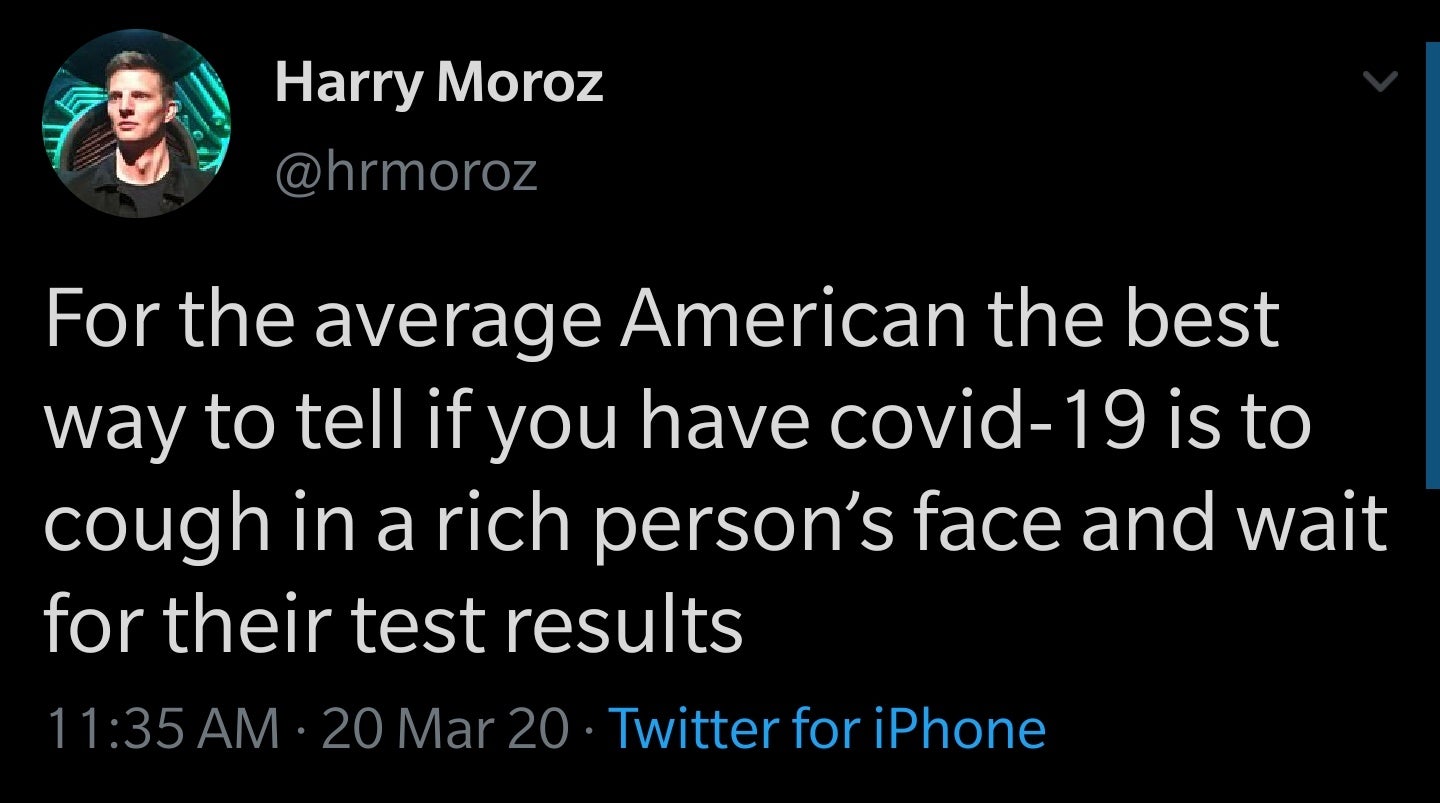 Harry Moroz
@hrmoroz
For the average American the best
way to tell if you have covid-19 is to
cough in a rich person’s face and wait
for their test results
11:35 AM · 20 Mar 20 · Twitter for iPhone